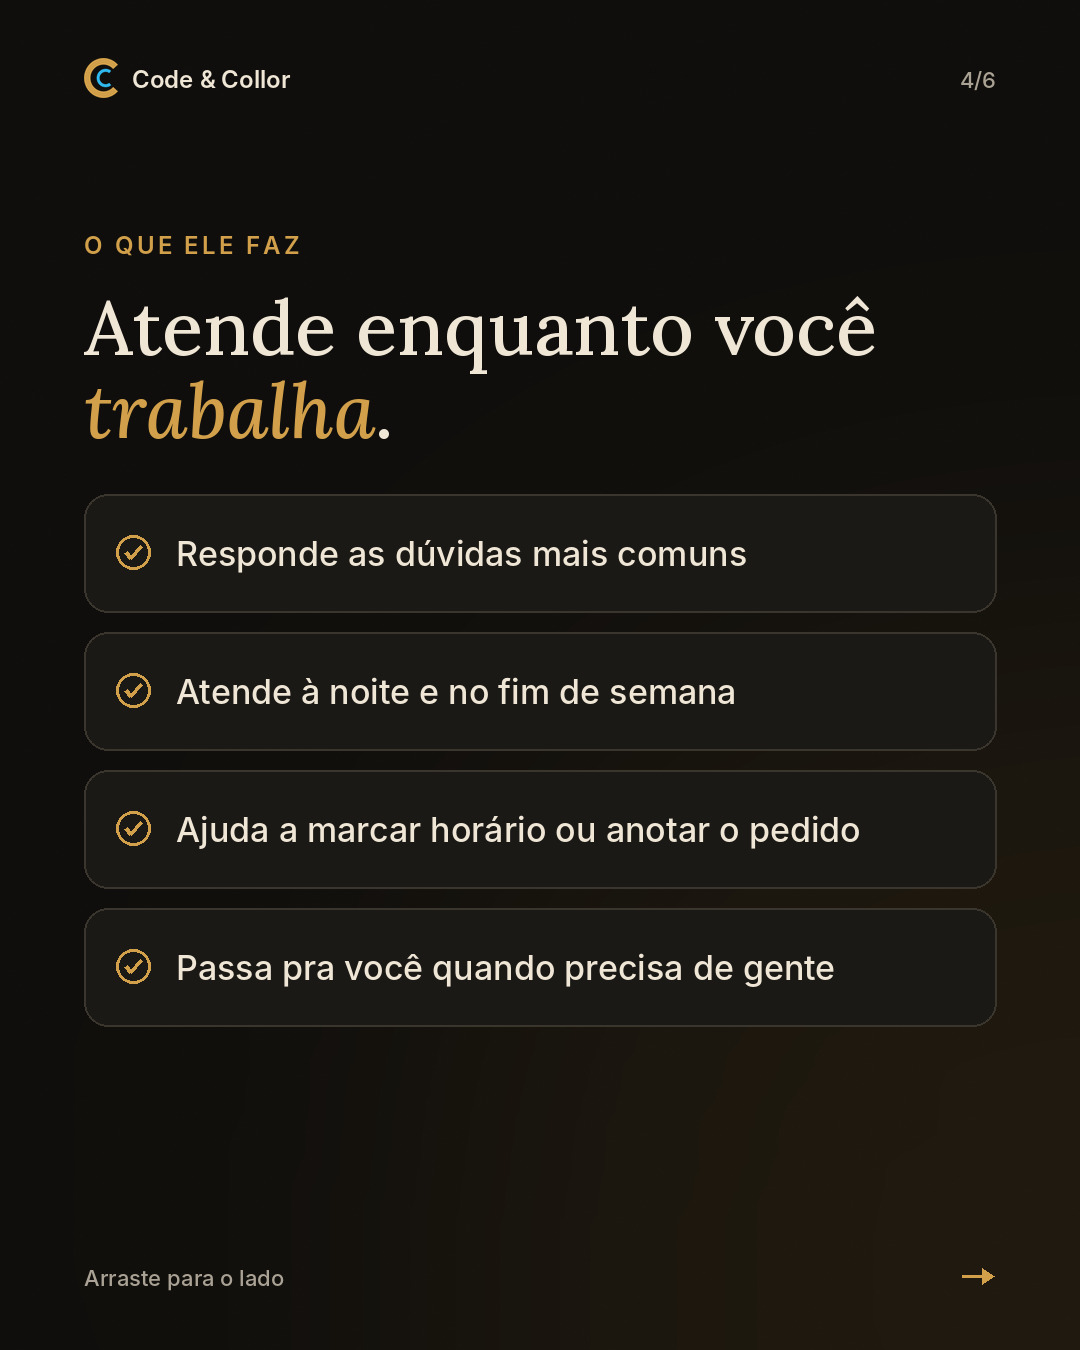 Code & Collor
4/6
O QUE ELE FAZ
Atende enquanto você
trabalha.
Responde as dúvidas mais comuns
Atende à noite e no fim de semana
Ajuda a marcar horário ou anotar o pedido
Passa pra você quando precisa de gente
Arraste para o lado